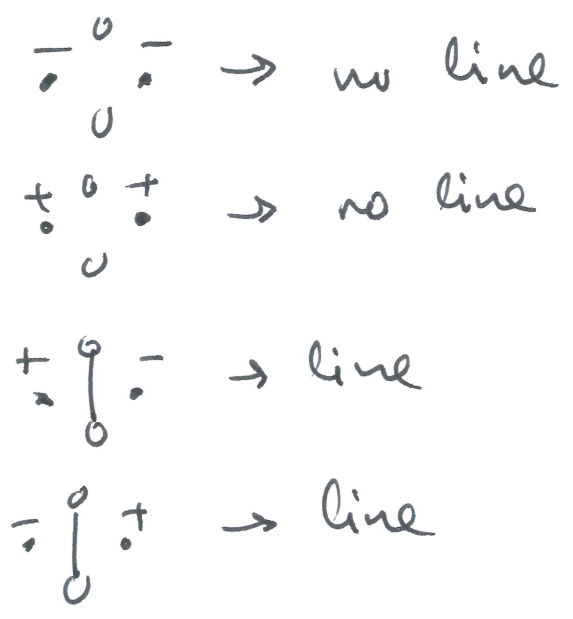 − − → no line
+ + → no line
+ − → line
− + → line